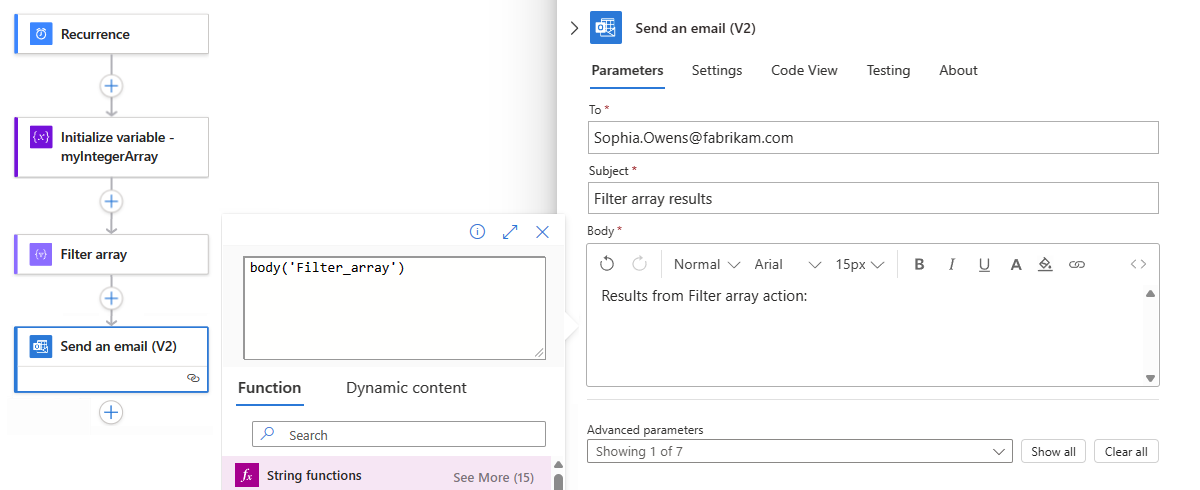 Recurrence
Initialize variable -
myIntegerArray
Filter array
Send an email (V2)
body('Filter_array')
Function
Dynamic content
Search
String functions
See More (15)
Send an email (V2)
Parameters
Settings
Code View
Testing
About
To *
Sophia.Owens@fabrikam.com
Subject *
Filter array results
Body *
Normal
Arial
15px
B
I
U
A
Results from Filter array action:
Advanced parameters
Showing 1 of 7
Show all
Clear all